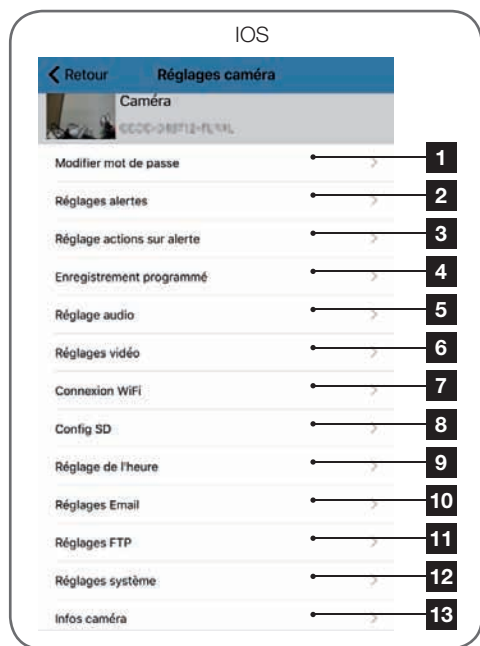 IOS
Retour Réglages caméra
Caméra
Modifier mot de passe 1
Réglages alertes 2
Réglage actions sur alerte 3
Enregistrement programmé 4
Réglage audio 5
Réglages vidéo 6
Connexion WiFi 7
Config SD 8
Réglage de l'heure 9
Réglages Email 10
Réglages FTP 11
Réglages système 12
Infos caméra 13